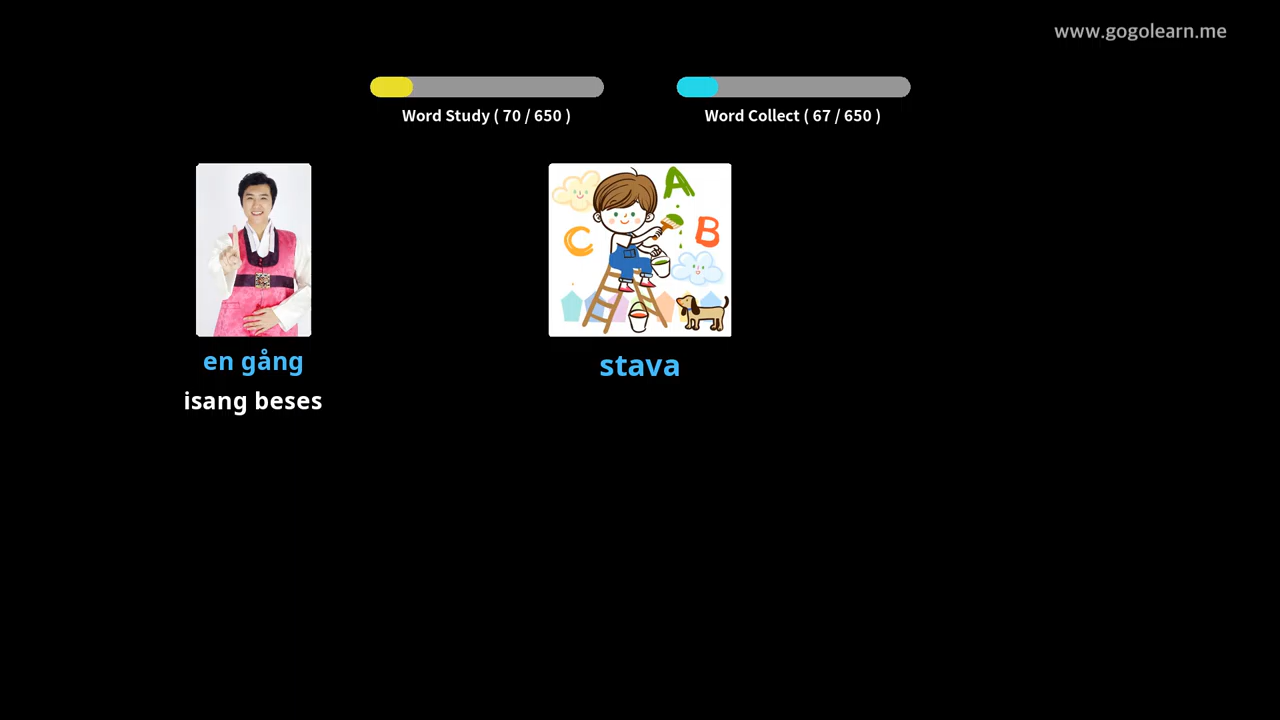 www.gogolearn.me
Word Study ( 70 / 650 )
Word Collect ( 67 / 650 )
A
B
C
en gång
stava
isang beses